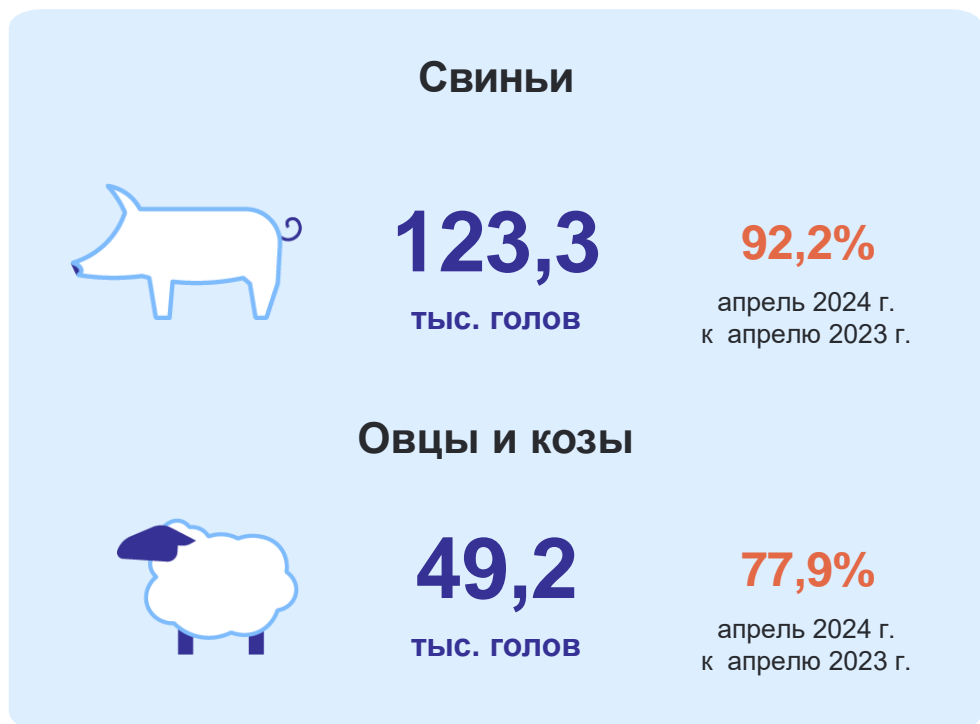 Свиньи
123,3
тыс. голов
92,2%
апрель 2024 г.
к апрелю 2023 г.
Овцы и козы
49,2
тыс. голов
77,9%
апрель 2024 г.
к апрелю 2023 г.